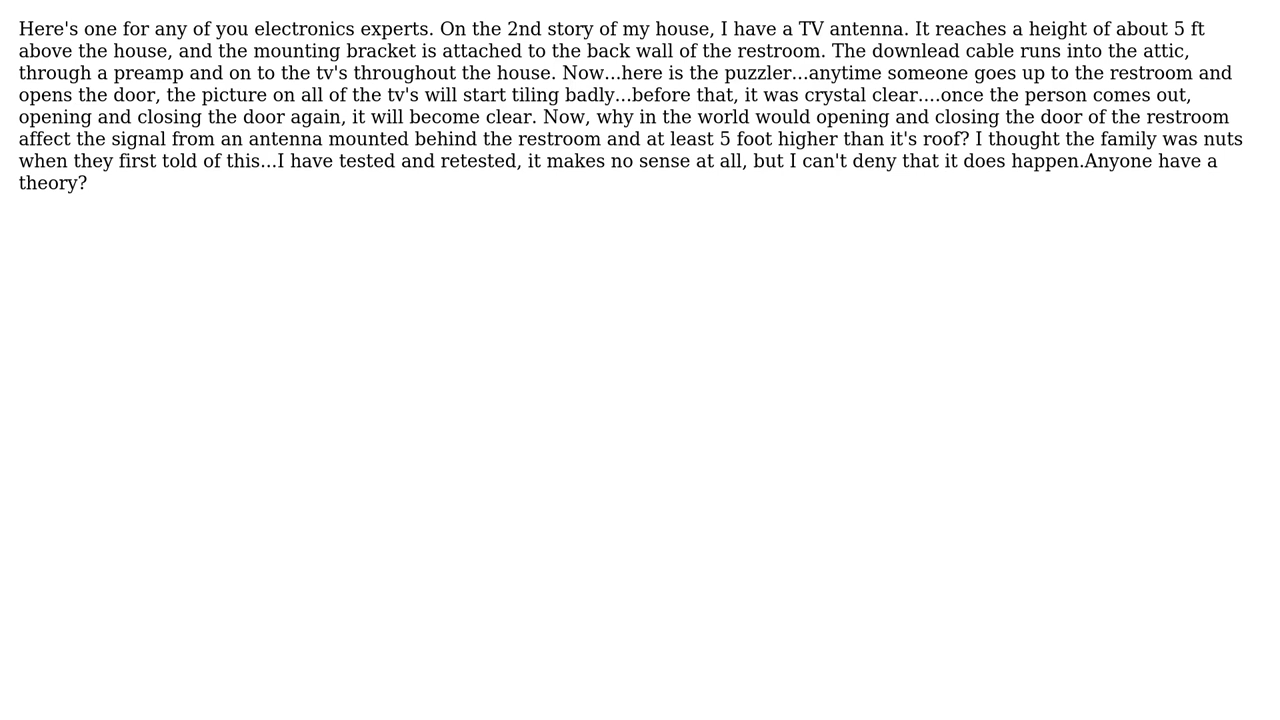 Here's one for any of you electronics experts. On the 2nd story of my house, I have a TV antenna. It reaches a height of about 5 ft
above the house, and the mounting bracket is attached to the back wall of the restroom. The downlead cable runs into the attic,
through a preamp and on to the tv's throughout the house. Now...here is the puzzler...anytime someone goes up to the restroom and
opens the door, the picture on all of the tv's will start tiling badly...before that, it was crystal clear....once the person comes out,
opening and closing the door again, it will become clear. Now, why in the world would opening and closing the door of the restroom
affect the signal from an antenna mounted behind the restroom and at least 5 foot higher than it's roof? I thought the family was nuts
when they first told of this...I have tested and retested, it makes no sense at all, but I can't deny that it does happen.Anyone have a
theory?